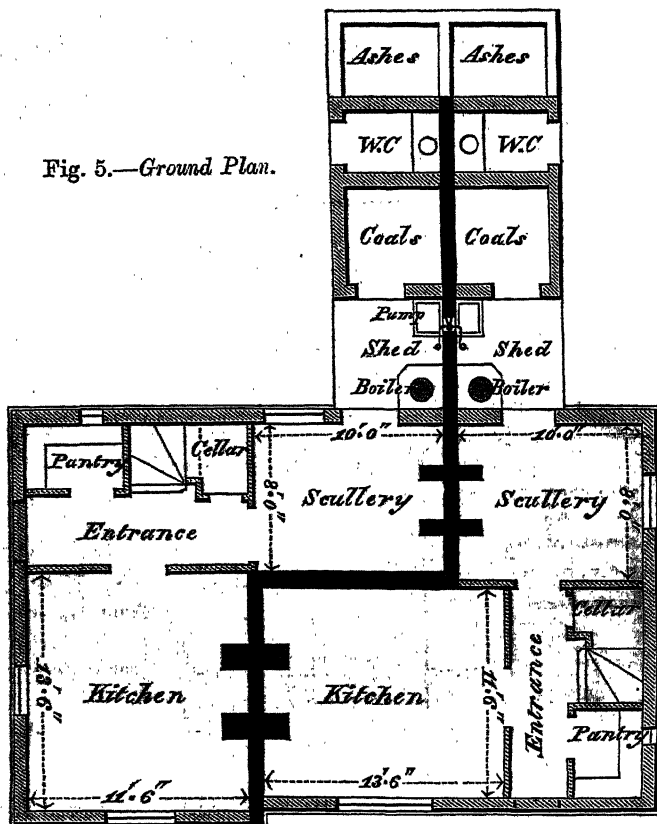 Ashes Ashes
W.C W.C
Fig. 5.—Ground Plan.
Coals Coals
Pump
Shed Shed
Boiler Boiler
10'.0" 10'.0"
Pantry Cellar
8'.0" 8'.0"
Scullery Scullery
Entrance
Cellar
13'.6"
Kitchen Kitchen
11'.6"
Entrance
Pantry
11'.6"
13'.6"